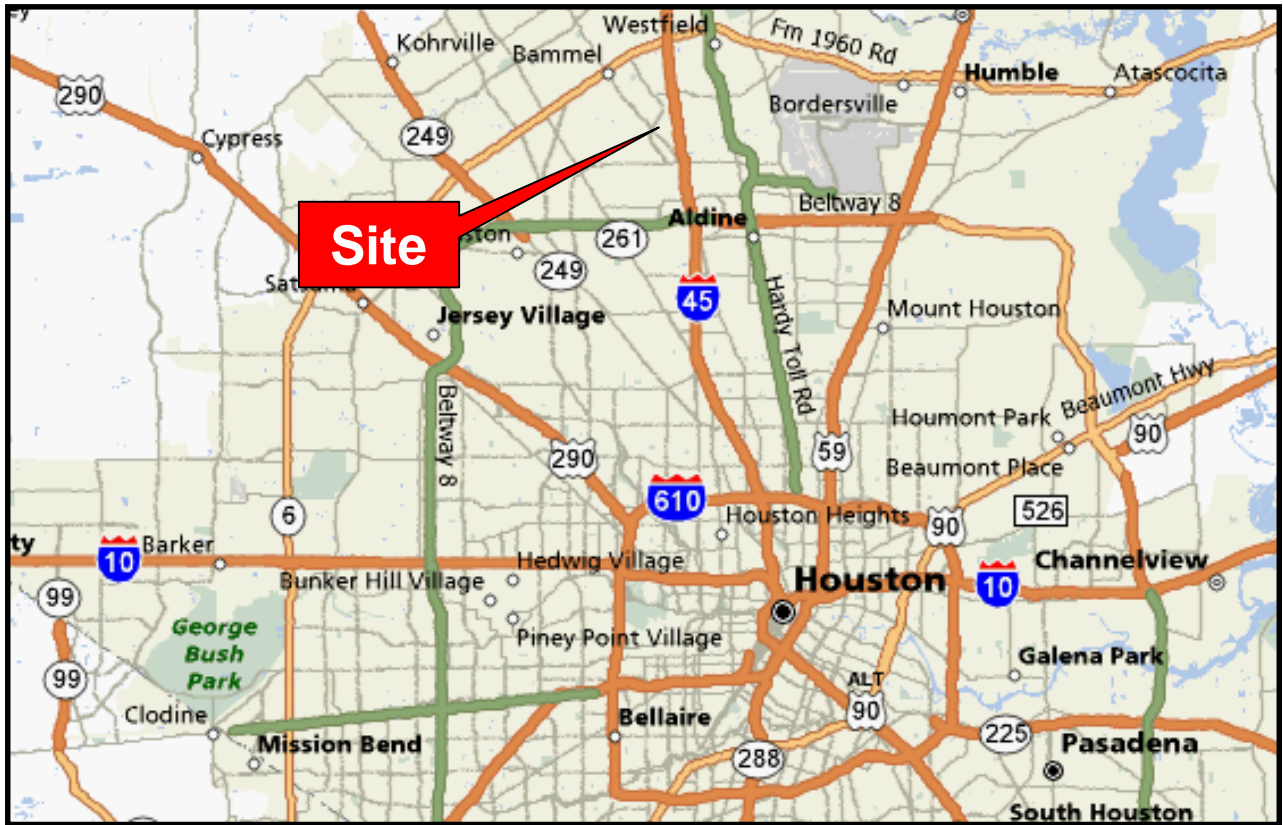 Westfield
Fm 1960 Rd
Kohrville
Bammel
Humble
Atascocita
290
Bordersville
249
Cypress
Beltway 8
Aldine
Site
261
249
45
Hardy Toll Rd
Mount Houston
Jersey Village
Beltway 8
Beaumont Hwy
Houmont Park
90
59
290
Beaumont Place
610
6
Houston Heights
90
526
10
Barker
Hedwig Village
Channelview
Bunker Hill Village
Houston
10
99
George
Bush
Park
Piney Point Village
Galena Park
99
Clodine
ALT
90
Bellaire
Mission Bend
225
Pasadena
288
South Houston